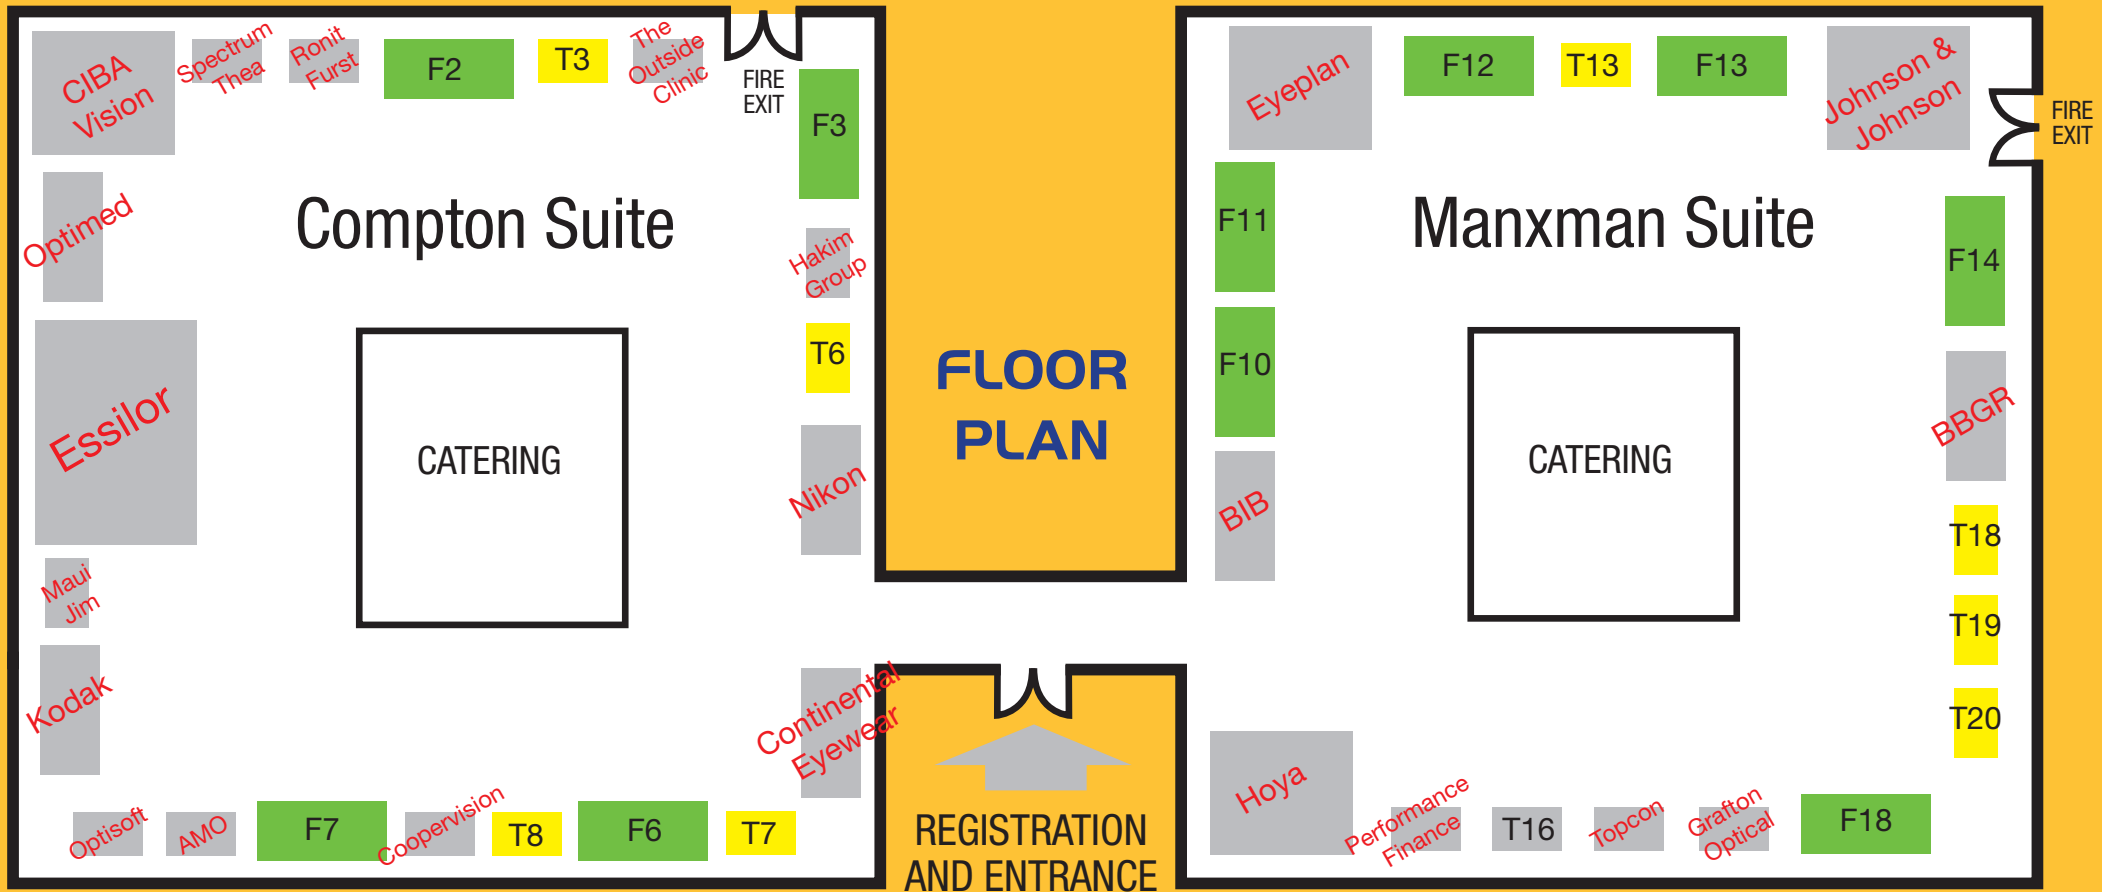 CIBA
Vision
Spectrum
Thea
Ronit
Furst
F2
T3
The
Outside
Clinic
FIRE
EXIT
F3
Optimed
Compton Suite
Hakim
Group
T6
Essilor
CATERING
Nikon
Maui
Jim
Kodak
Continental
Eyewear
Optisoft
AMO
F7
Coopervision
T8
F6
T7
FLOOR
PLAN
REGISTRATION
AND ENTRANCE
Eyeplan
F12
T13
F13
Johnson &
Johnson
FIRE
EXIT
F11
Manxman Suite
F14
F10
CATERING
BBGR
BIB
T18
T19
T20
Hoya
Performance
Finance
T16
Topcon
Grafton
Optical
F18